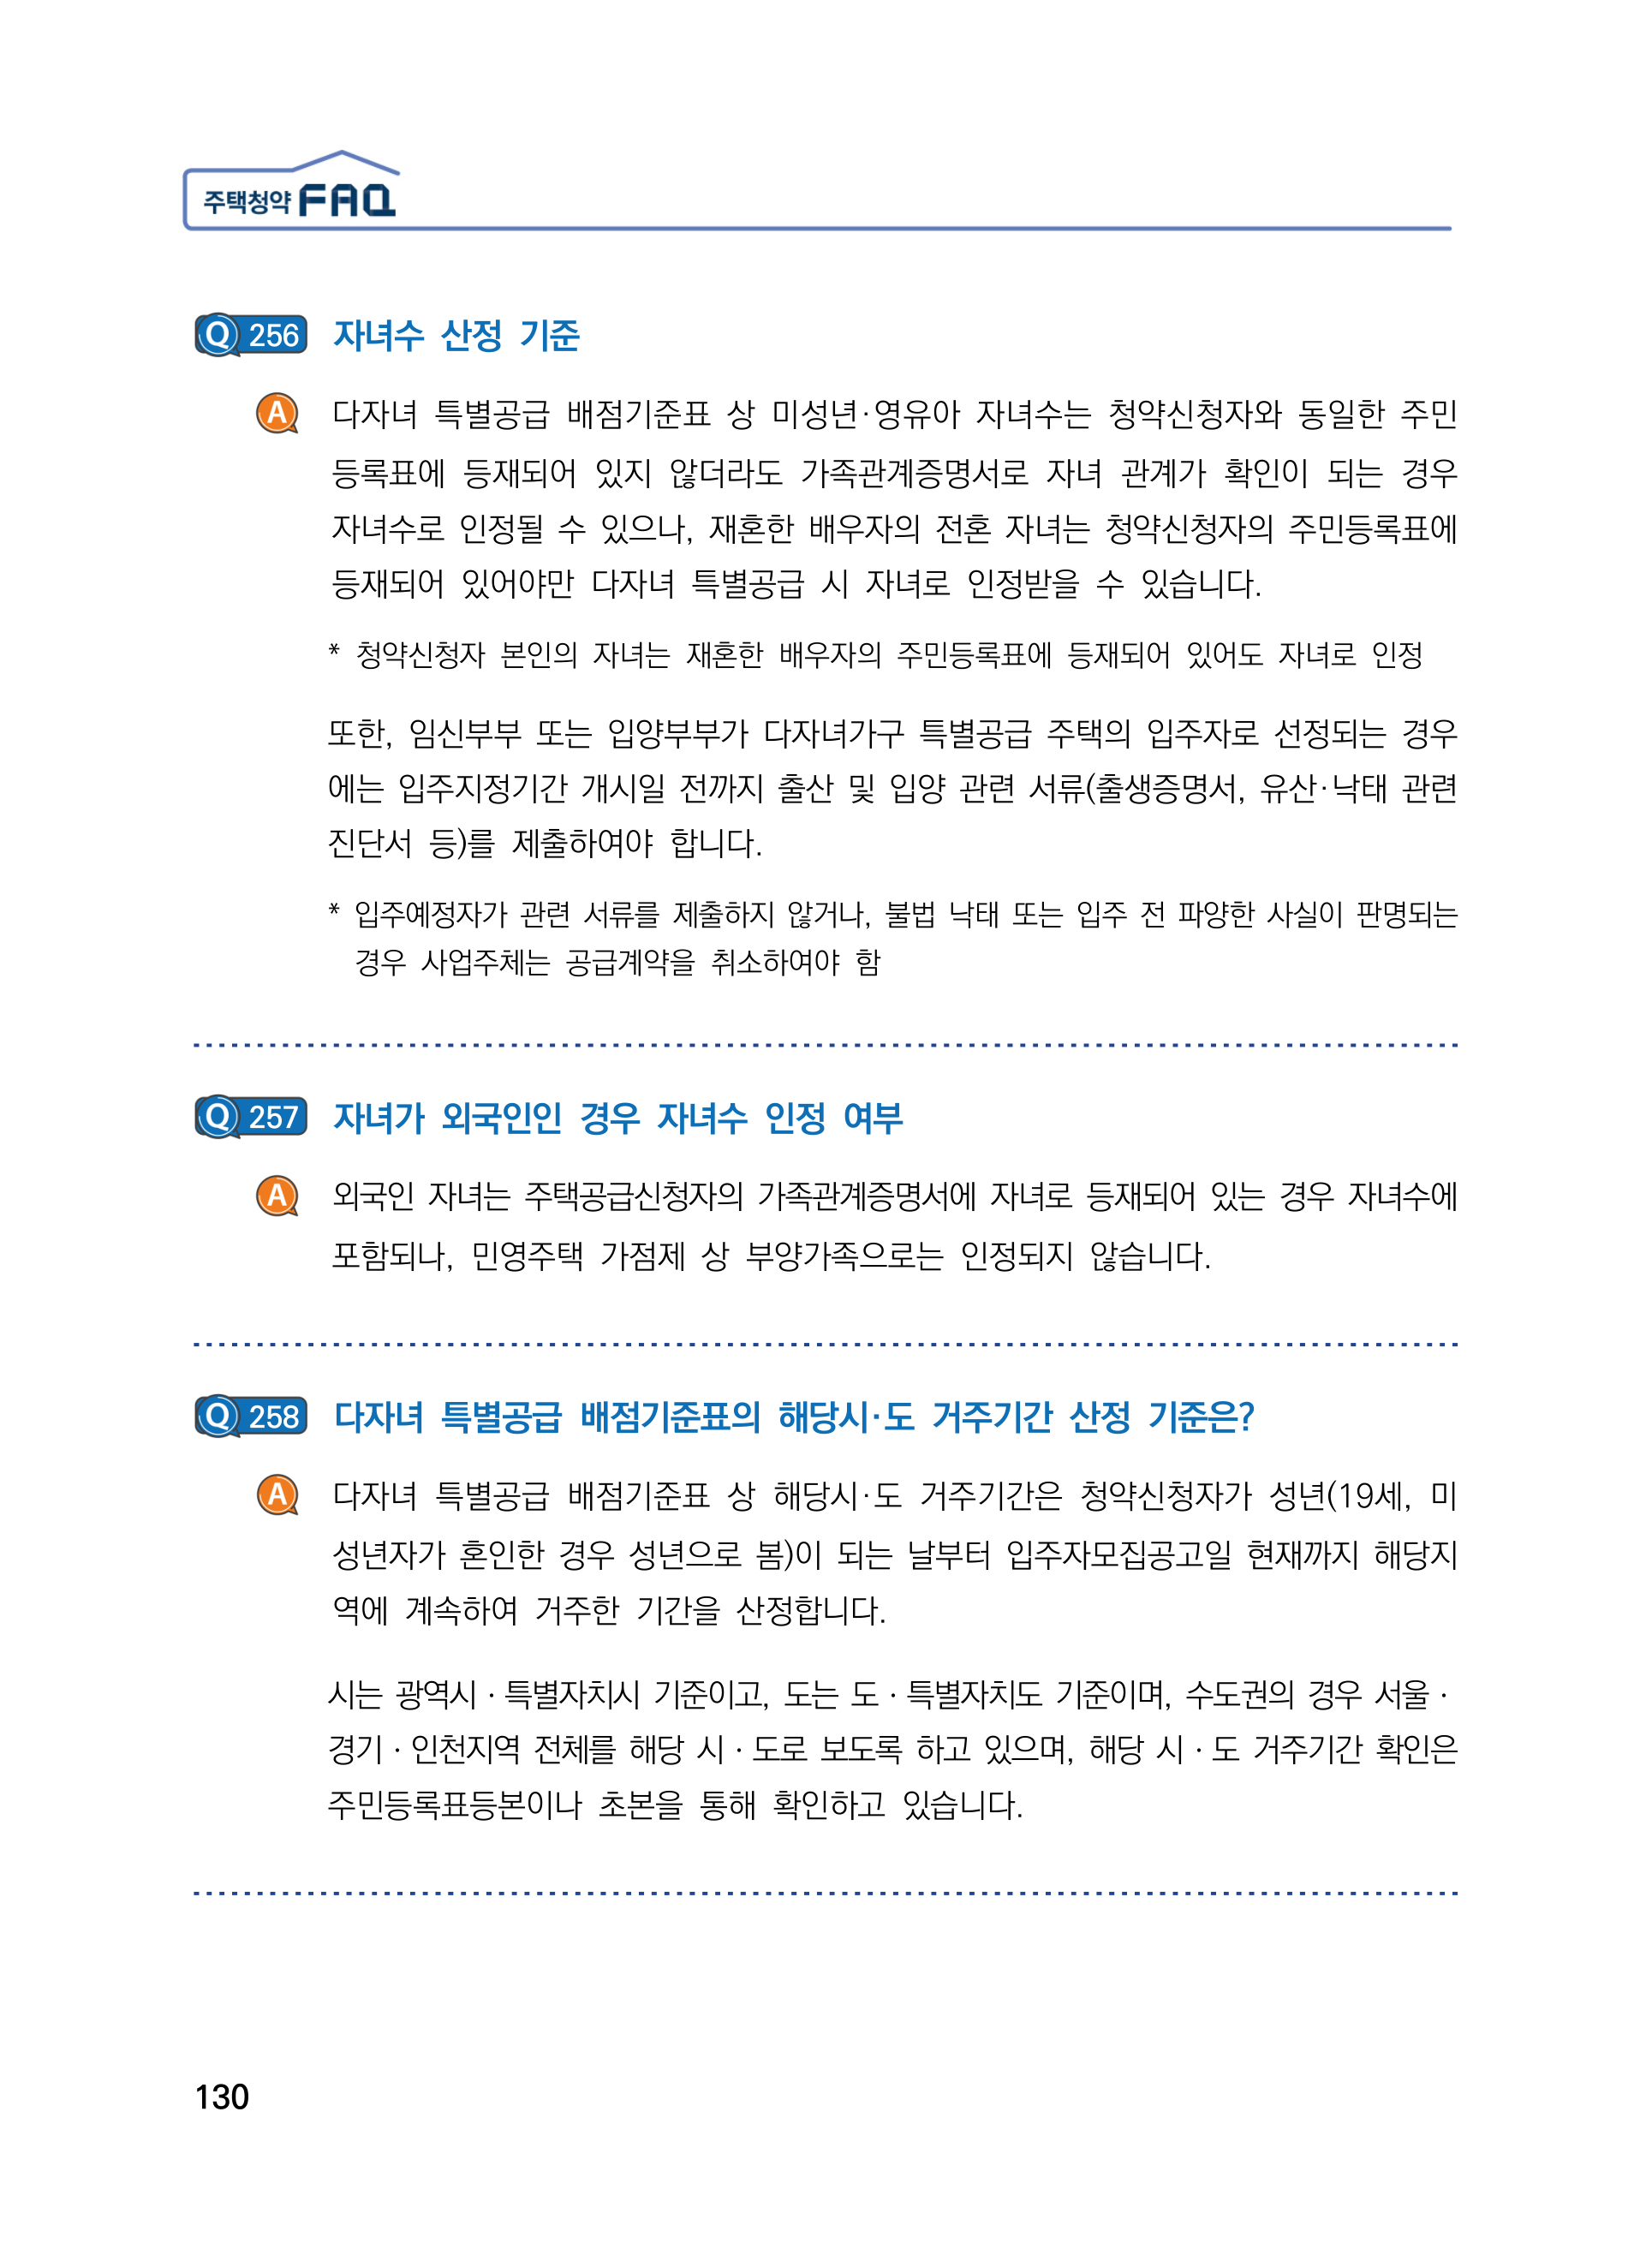 주택청약 FAQ
Q 256 자녀수 산정 기준
A 다자녀 특별공급 배점기준표 상 미성년·영유아 자녀수는 청약신청자와 동일한 주민
등록표에 등재되어 있지 않더라도 가족관계증명서로 자녀 관계가 확인이 되는 경우
자녀수로 인정될 수 있으나, 재혼한 배우자의 전혼 자녀는 청약신청자의 주민등록표에
등재되어 있어야만 다자녀 특별공급 시 자녀로 인정받을 수 있습니다.
* 청약신청자 본인의 자녀는 재혼한 배우자의 주민등록표에 등재되어 있어도 자녀로 인정
또한, 임신부부 또는 입양부부가 다자녀가구 특별공급 주택의 입주자로 선정되는 경우
에는 입주지정기간 개시일 전까지 출산 및 입양 관련 서류(출생증명서, 유산·낙태 관련
진단서 등)를 제출하여야 합니다.
* 입주예정자가 관련 서류를 제출하지 않거나, 불법 낙태 또는 입주 전 파양한 사실이 판명되는
경우 사업주체는 공급계약을 취소하여야 함
Q 257 자녀가 외국인인 경우 자녀수 인정 여부
A 외국인 자녀는 주택공급신청자의 가족관계증명서에 자녀로 등재되어 있는 경우 자녀수에
포함되나, 민영주택 가점제 상 부양가족으로는 인정되지 않습니다.
Q 258 다자녀 특별공급 배점기준표의 해당시·도 거주기간 산정 기준은?
A 다자녀 특별공급 배점기준표 상 해당시·도 거주기간은 청약신청자가 성년(19세, 미
성년자가 혼인한 경우 성년으로 봄)이 되는 날부터 입주자모집공고일 현재까지 해당지
역에 계속하여 거주한 기간을 산정합니다.
시는 광역시 · 특별자치시 기준이고, 도는 도 · 특별자치도 기준이며, 수도권의 경우 서울 ·
경기 · 인천지역 전체를 해당 시 · 도로 보도록 하고 있으며, 해당 시 · 도 거주기간 확인은
주민등록표등본이나 초본을 통해 확인하고 있습니다.
130